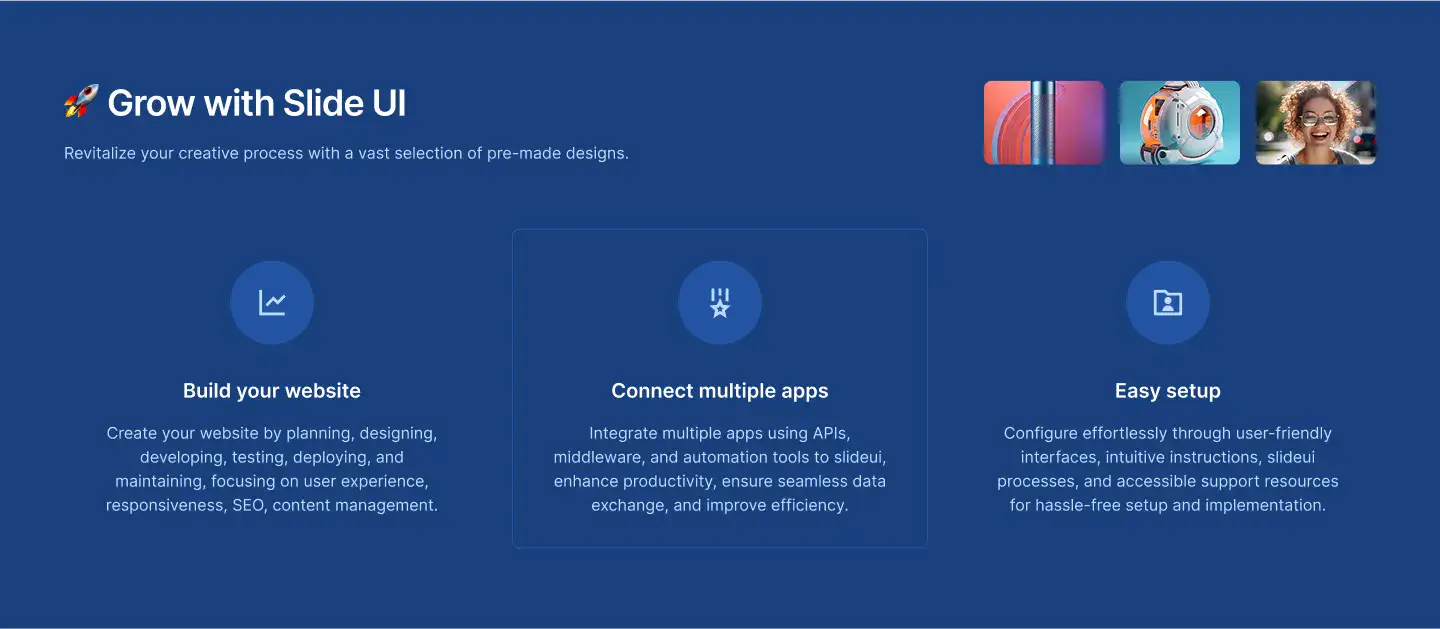 🚀 Grow with Slide UI
Revitalize your creative process with a vast selection of pre-made designs.
Build your website
Create your website by planning, designing,
developing, testing, deploying, and
maintaining, focusing on user experience,
responsiveness, SEO, content management.
Connect multiple apps
Integrate multiple apps using APIs,
middleware, and automation tools to slideui,
enhance productivity, ensure seamless data
exchange, and improve efficiency.
Easy setup
Configure effortlessly through user-friendly
interfaces, intuitive instructions, slideui
processes, and accessible support resources
for hassle-free setup and implementation.